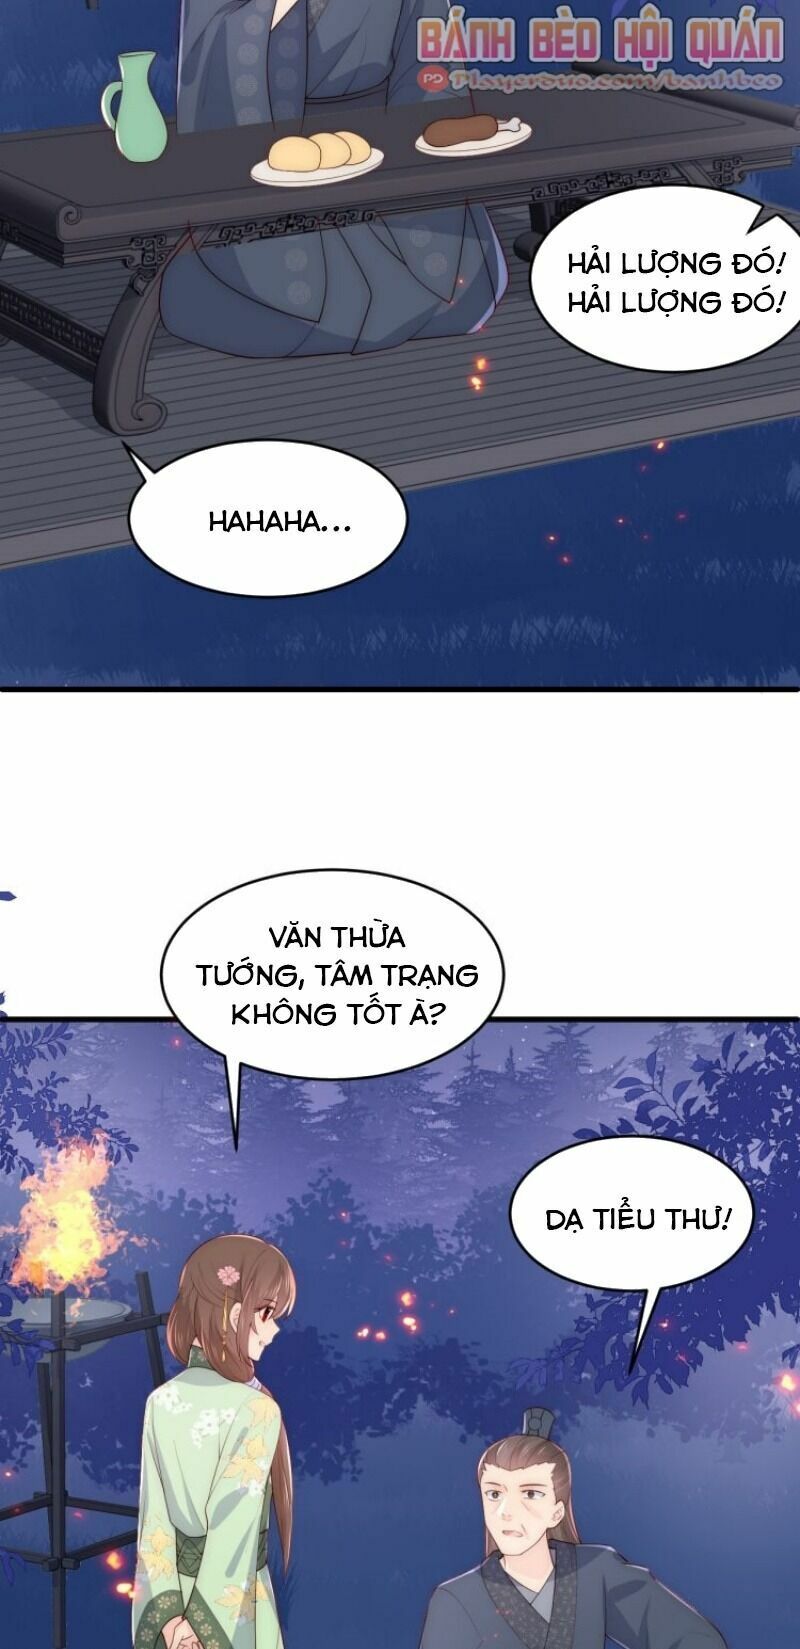 BÁNH BÈO HỘI QUÁN
PD Playerduo.com/banhbeo
HẢI LƯỢNG ĐÓ!
HẢI LƯỢNG ĐÓ!
HAHAHA...
VĂN THỪA
TƯỚNG, TÂM TRẠNG
KHÔNG TỐT À?
DẠ TIỂU THƯ!